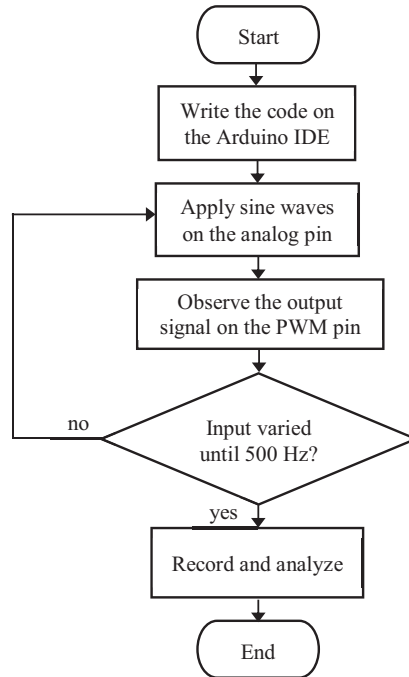 Start
Write the code on
the Arduino IDE
Apply sine waves
on the analog pin
Observe the output
signal on the PWM pin
no
Input varied
until 500 Hz?
yes
Record and analyze
End